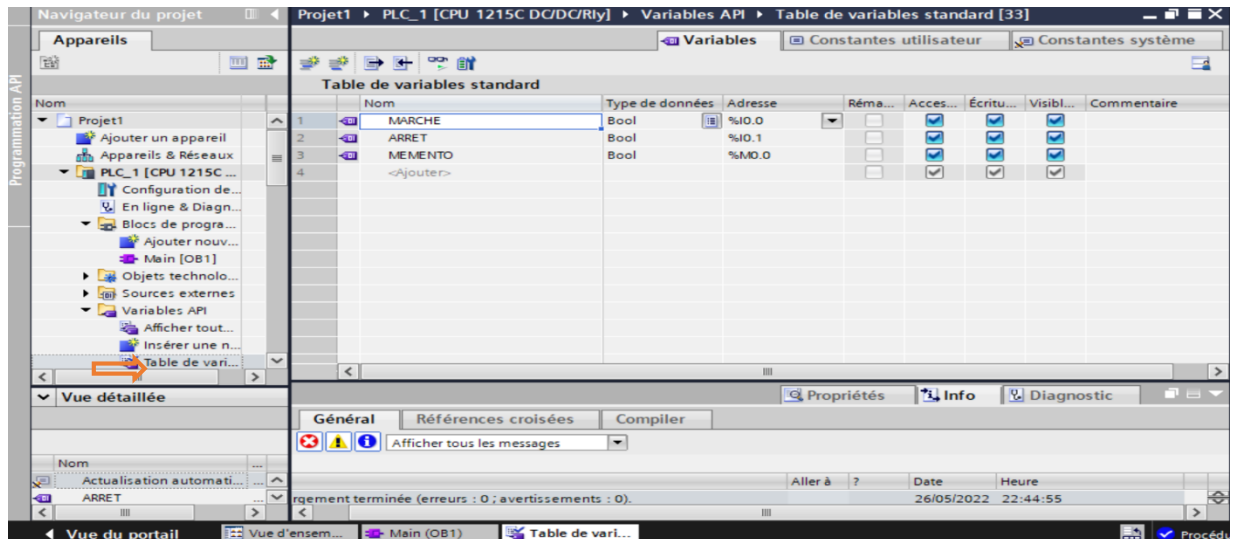 Navigateur du projet
Projet1 ▸ PLC_1 [CPU 1215C DC/DC/Rly] ▸ Variables API ▸ Table de variables standard [33]
Appareils
Variables
Constantes utilisateur
Constantes système
Programmation API
Table de variables standard
Nom
Nom Type de données Adresse Réma... Acces... Écritu... Visibl... Commentaire
Projet1
1 MARCHE Bool %I0.0
Ajouter un appareil
2 ARRET Bool %I0.1
Appareils & Réseaux
3 MEMENTO Bool %M0.0
PLC_1 [CPU 1215C ...
4 <Ajouter>
Configuration de...
En ligne & Diagn...
Blocs de progra...
Ajouter nouv...
Main [OB1]
Objets technolo...
Sources externes
Variables API
Afficher tout...
Insérer une n...
Table de vari...
Vue détaillée
Propriétés
Info
Diagnostic
Général
Références croisées
Compiler
Afficher tous les messages
Nom ...
Aller à ? Date Heure
Actualisation automati... ...
ARRET ...
rgement terminée (erreurs : 0 ; avertissements : 0). 26/05/2022 22:44:55
Vue du portail
Vue d'ensem...
Main (OB1)
Table de vari...
Procédu